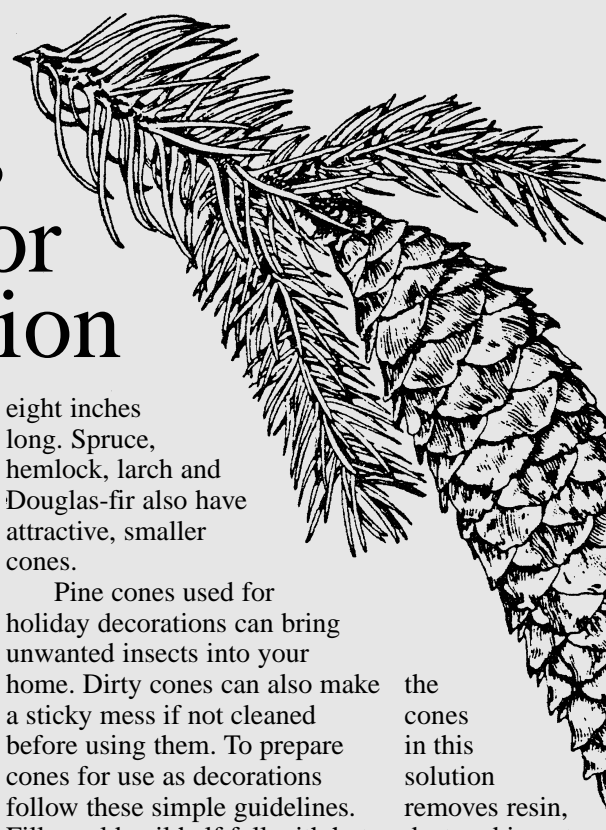 or
ion
eight inches
long. Spruce,
hemlock, larch and
Douglas-fir also have
attractive, smaller
cones.
Pine cones used for
holiday decorations can bring
unwanted insects into your
home. Dirty cones can also make
a sticky mess if not cleaned
before using them. To prepare
cones for use as decorations
follow these simple guidelines.
the
cones
in this
solution
removes resin,